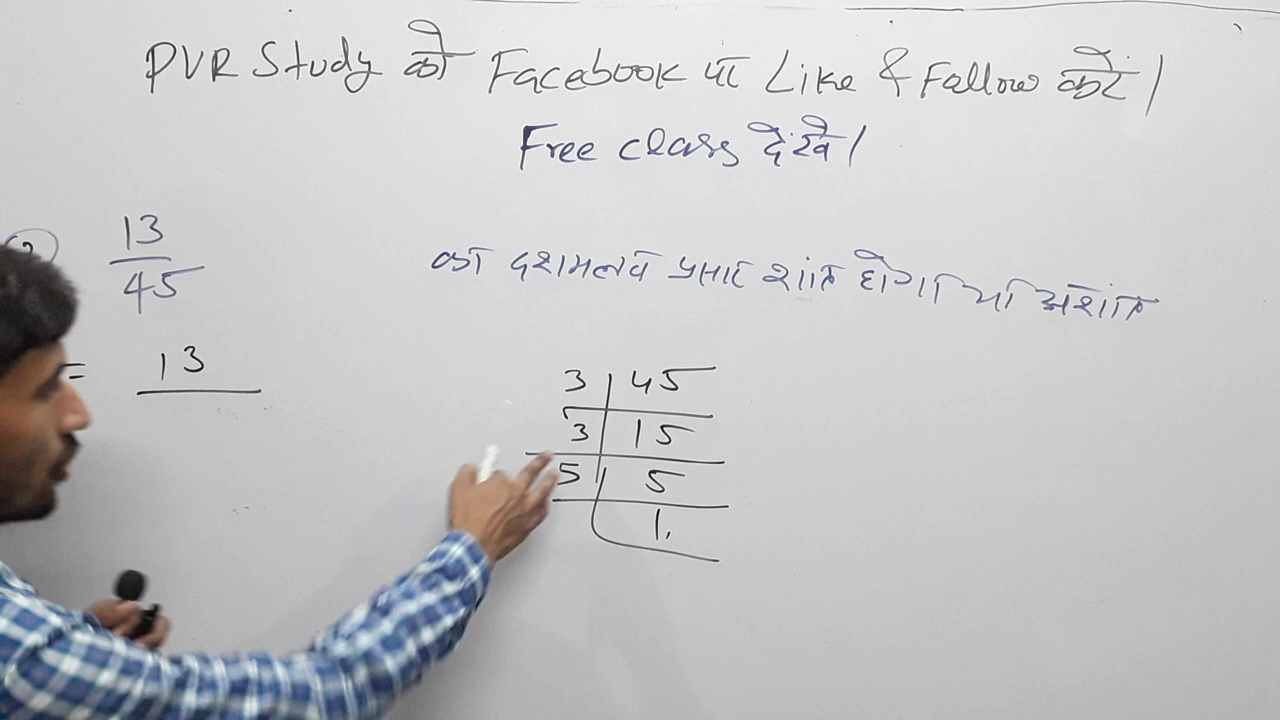 PVR Study को Facebook पर Like & Fallow करें।
Free class देखें।
13
45
का दशमलव प्रसार शांत होगा या अशांत
= 13
3 45
3 15
5 5
1.